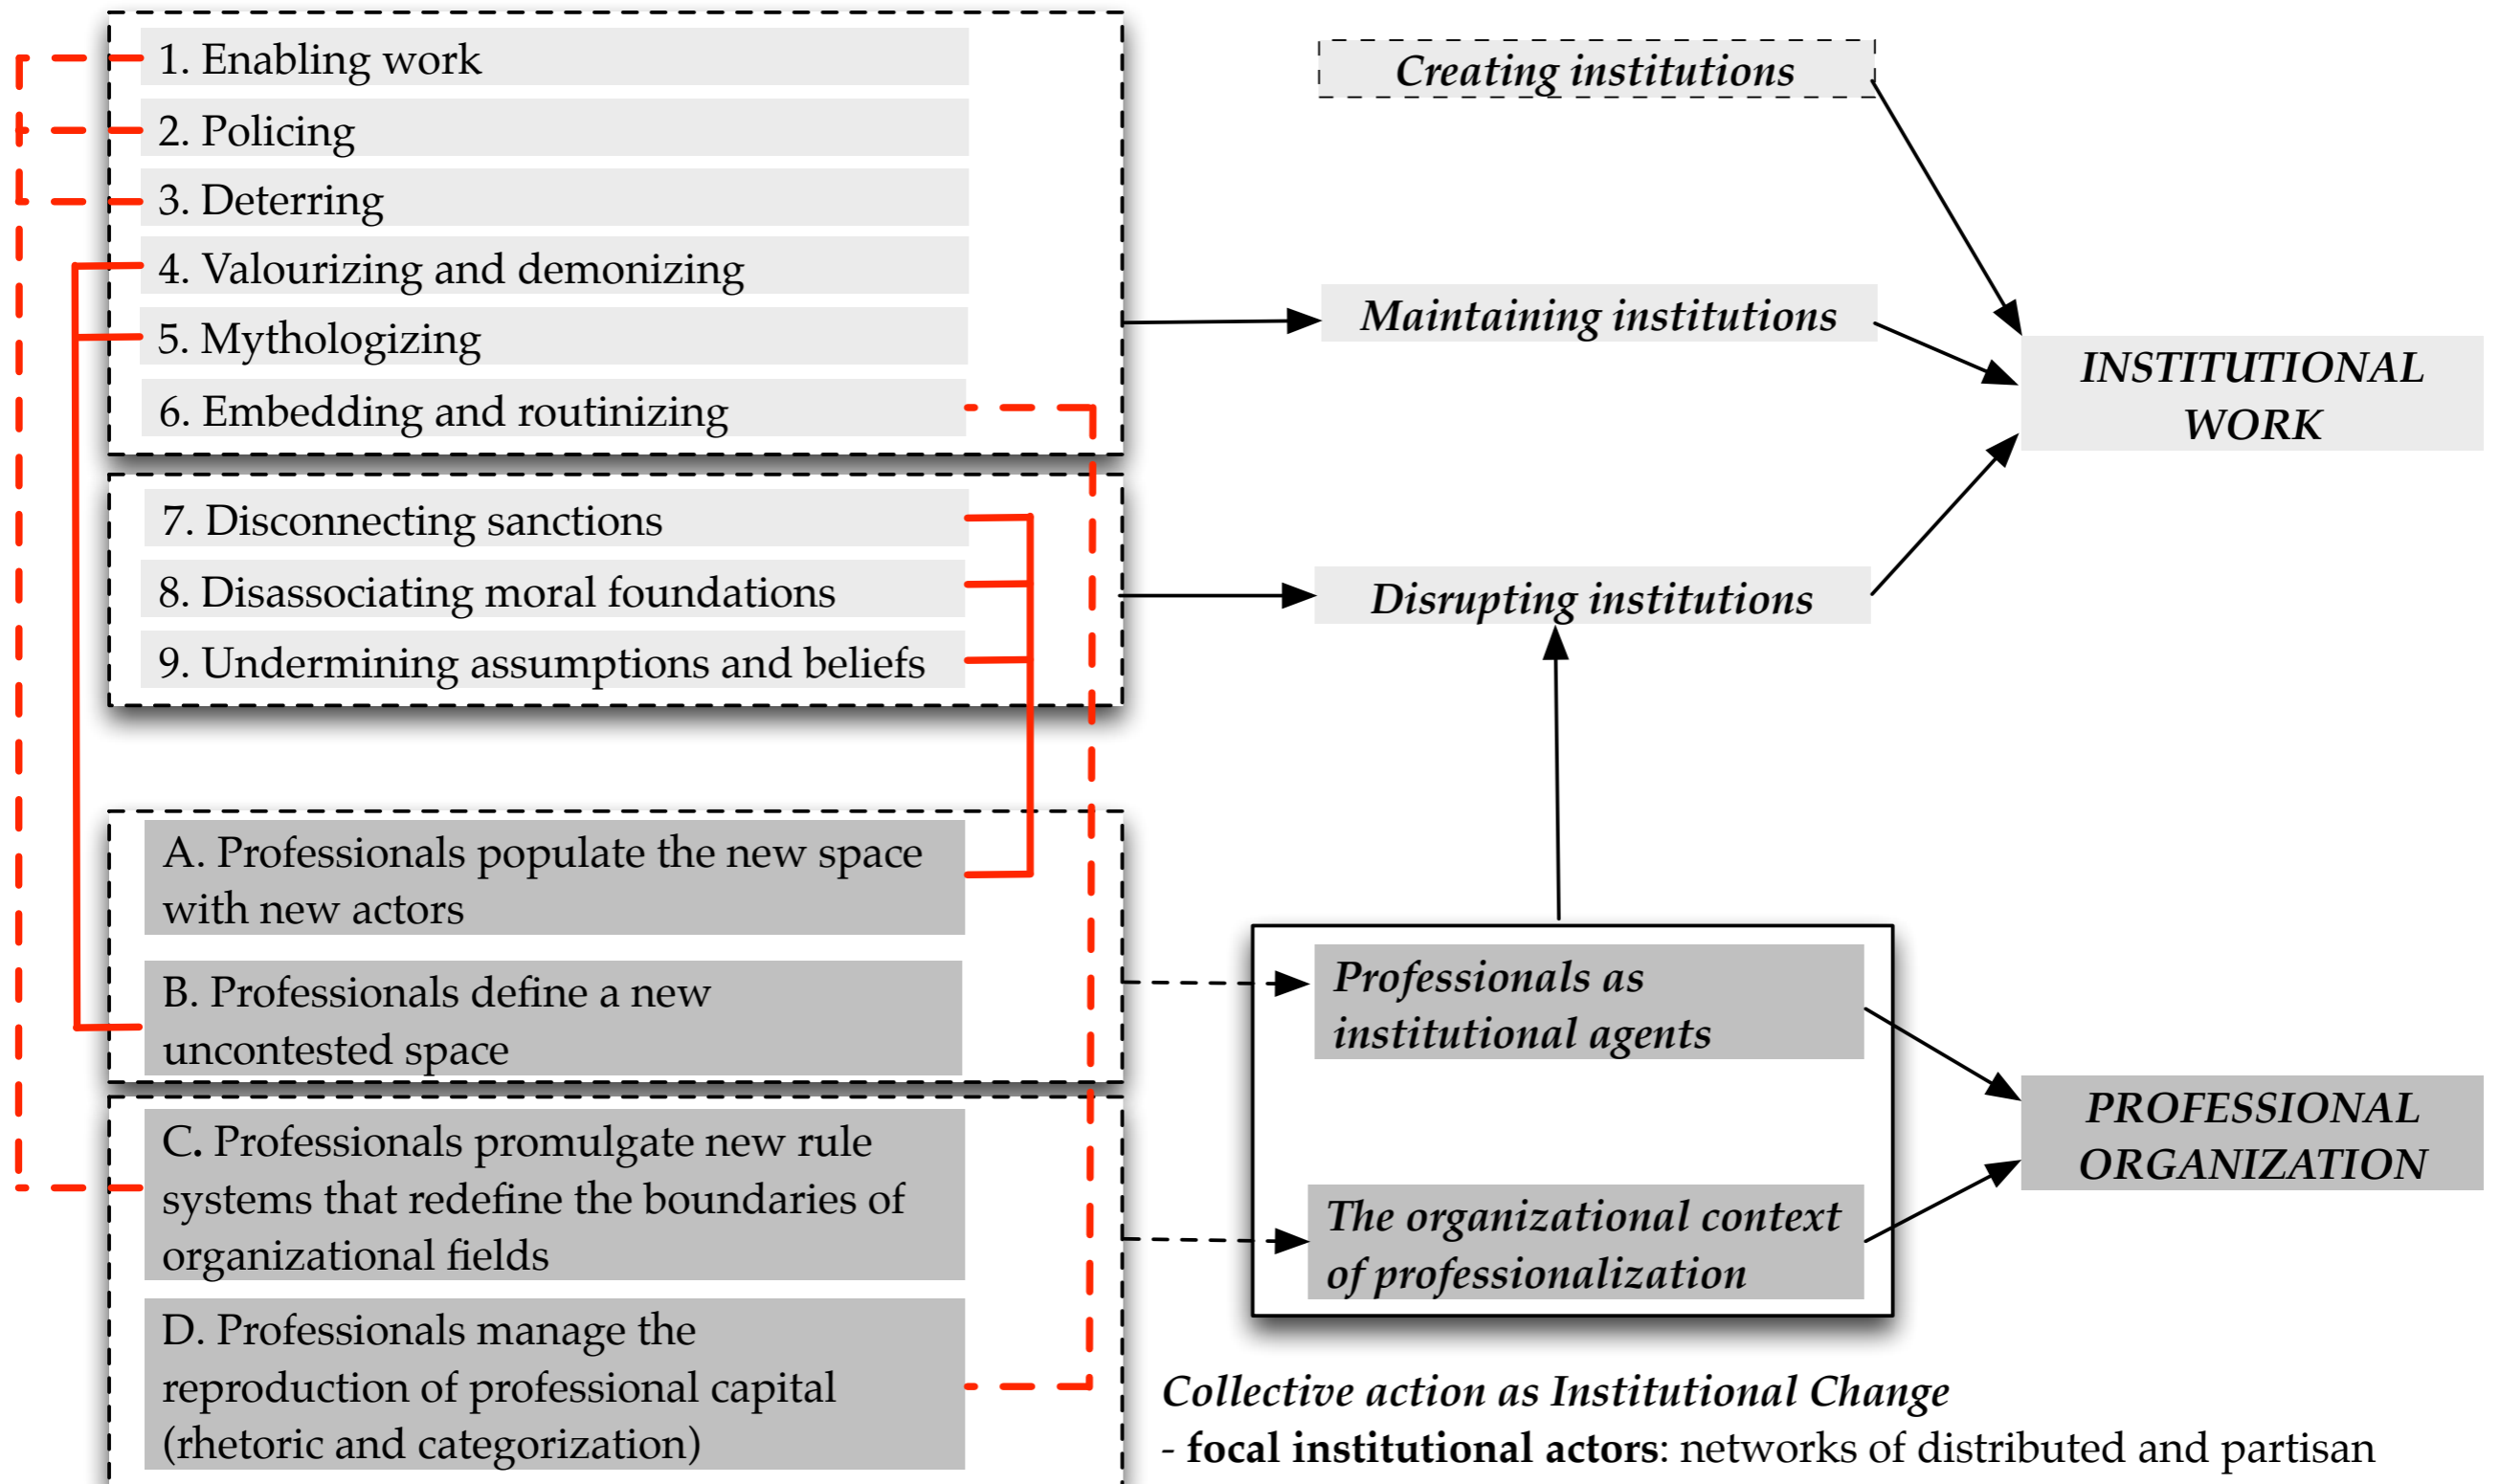 1. Enabling work
2. Policing
3. Deterring
4. Valourizing and demonizing
5. Mythologizing
6. Embedding and routinizing
7. Disconnecting sanctions
8. Disassociating moral foundations
9. Undermining assumptions and beliefs
A. Professionals populate the new space
with new actors
B. Professionals define a new
uncontested space
C. Professionals promulgate new rule
systems that redefine the boundaries of
organizational fields
D. Professionals manage the
reproduction of professional capital
(rhetoric and categorization)
Creating institutions
Maintaining institutions
Disrupting institutions
INSTITUTIONAL
WORK
Professionals as
institutional agents
The organizational context
of professionalization
PROFESSIONAL
ORGANIZATION
Collective action as Institutional Change
- focal institutional actors: networks of distributed and partisan